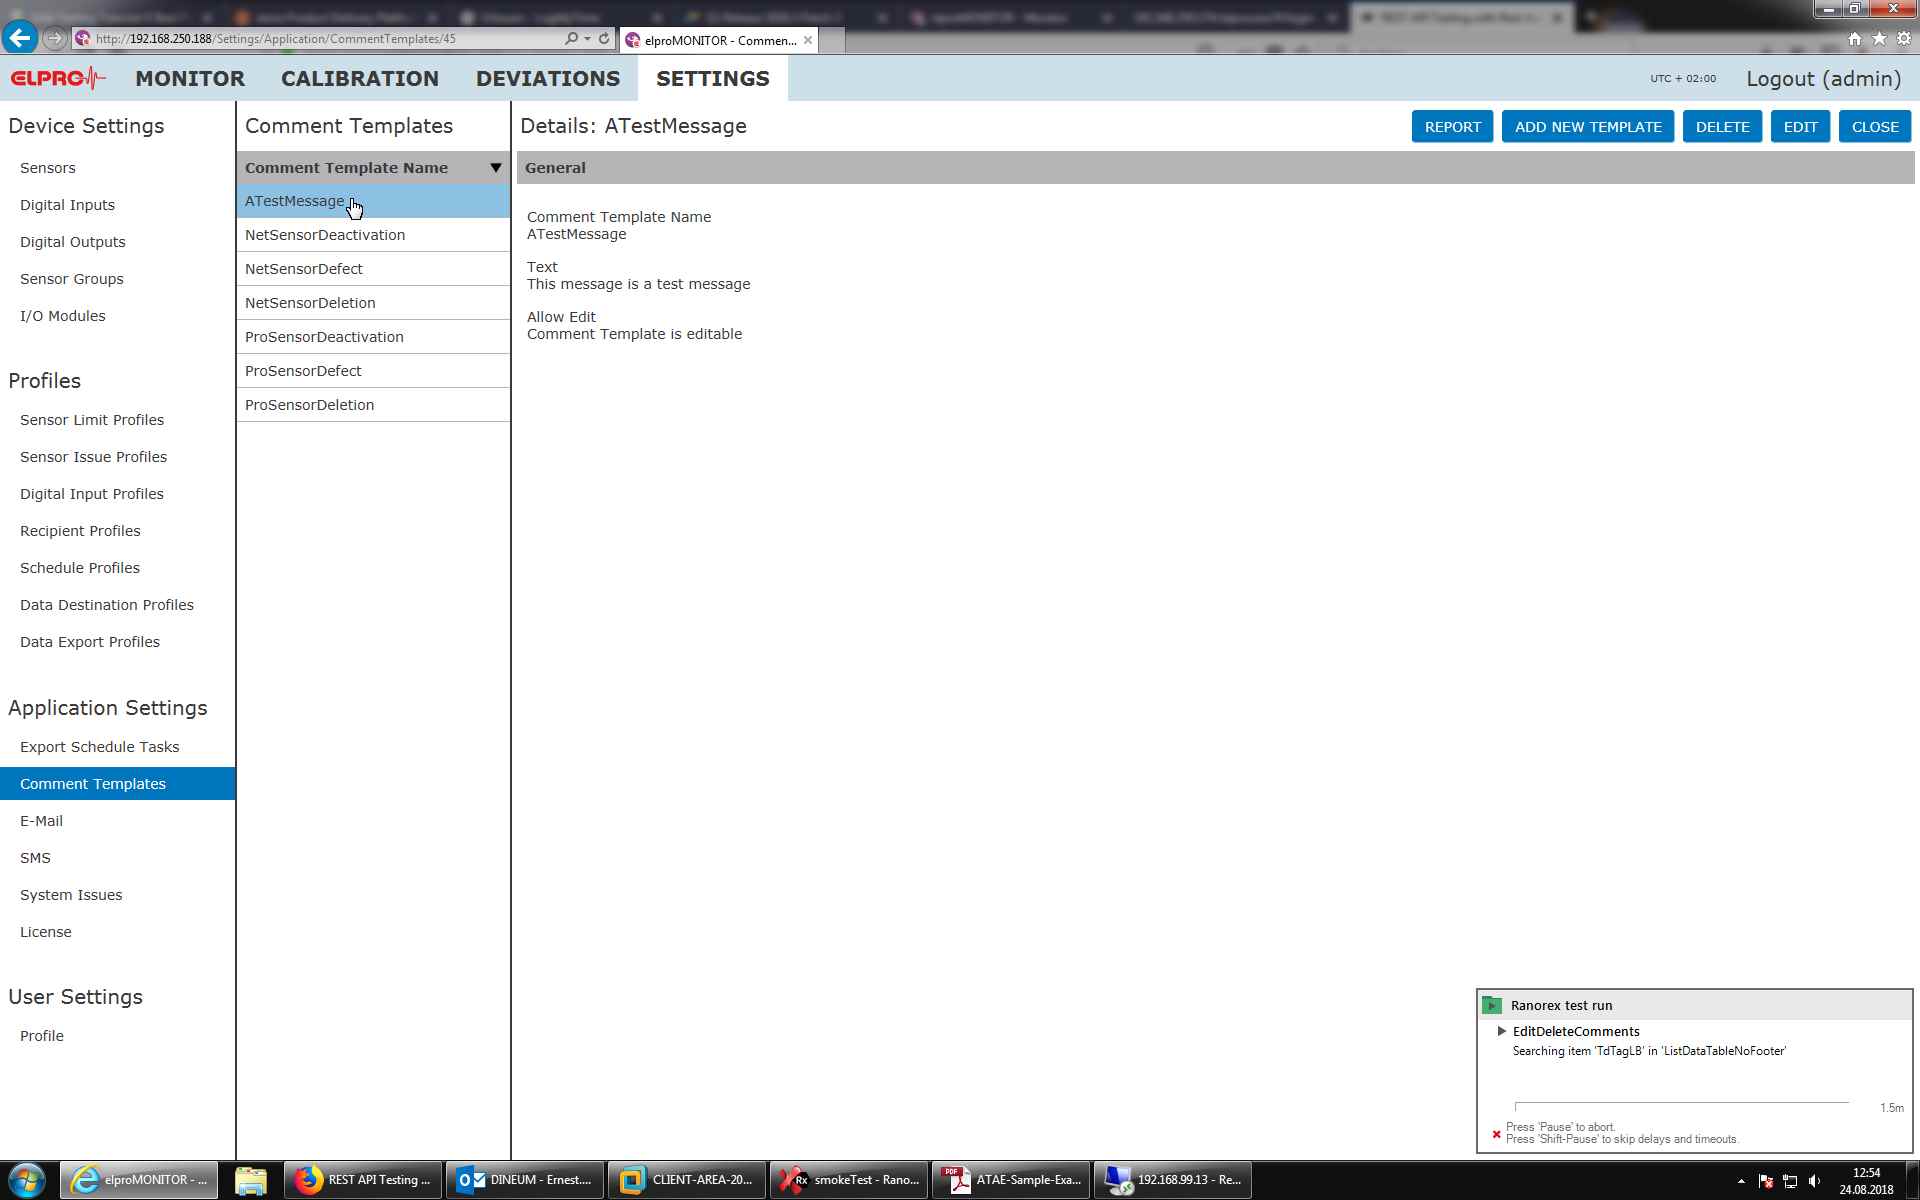 http://192.168.250.188/Settings/Application/CommentTemplates/45
elproMONITOR - Commen...
ELPRO
MONITOR
CALIBRATION
DEVIATIONS
SETTINGS
UTC + 02:00
Logout (admin)
Device Settings
Sensors
Digital Inputs
Digital Outputs
Sensor Groups
I/O Modules
Profiles
Sensor Limit Profiles
Sensor Issue Profiles
Digital Input Profiles
Recipient Profiles
Schedule Profiles
Data Destination Profiles
Data Export Profiles
Application Settings
Export Schedule Tasks
Comment Templates
E-Mail
SMS
System Issues
License
User Settings
Profile
Comment Templates
Comment Template Name
ATestMessage
NetSensorDeactivation
NetSensorDefect
NetSensorDeletion
ProSensorDeactivation
ProSensorDefect
ProSensorDeletion
Details: ATestMessage
REPORT
ADD NEW TEMPLATE
DELETE
EDIT
CLOSE
General
Comment Template Name
ATestMessage
Text
This message is a test message
Allow Edit
Comment Template is editable
Ranorex test run
EditDeleteComments
Searching item 'TdTagLB' in 'ListDataTableNoFooter'
1.5m
Press 'Pause' to abort.
Press 'Shift-Pause' to skip delays and timeouts.
elproMONITOR - ...
REST API Testing ...
DINEUM - Ernest....
CLIENT-AREA-20...
Rx
smokeTest - Rano...
PDF
ATAE-Sample-Exa...
192.168.99.13 - Re...
12:54
24.08.2018